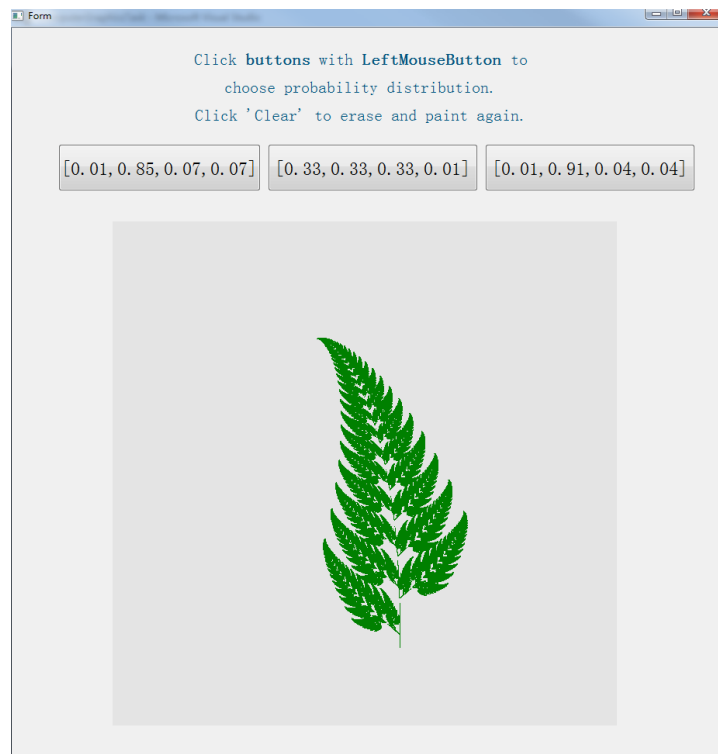 Form
Click buttons with LeftMouseButton to
choose probability distribution.
Click 'Clear' to erase and paint again.
[0.01,0.85,0.07,0.07] [0.33,0.33,0.33,0.01] [0.01,0.91,0.04,0.04]